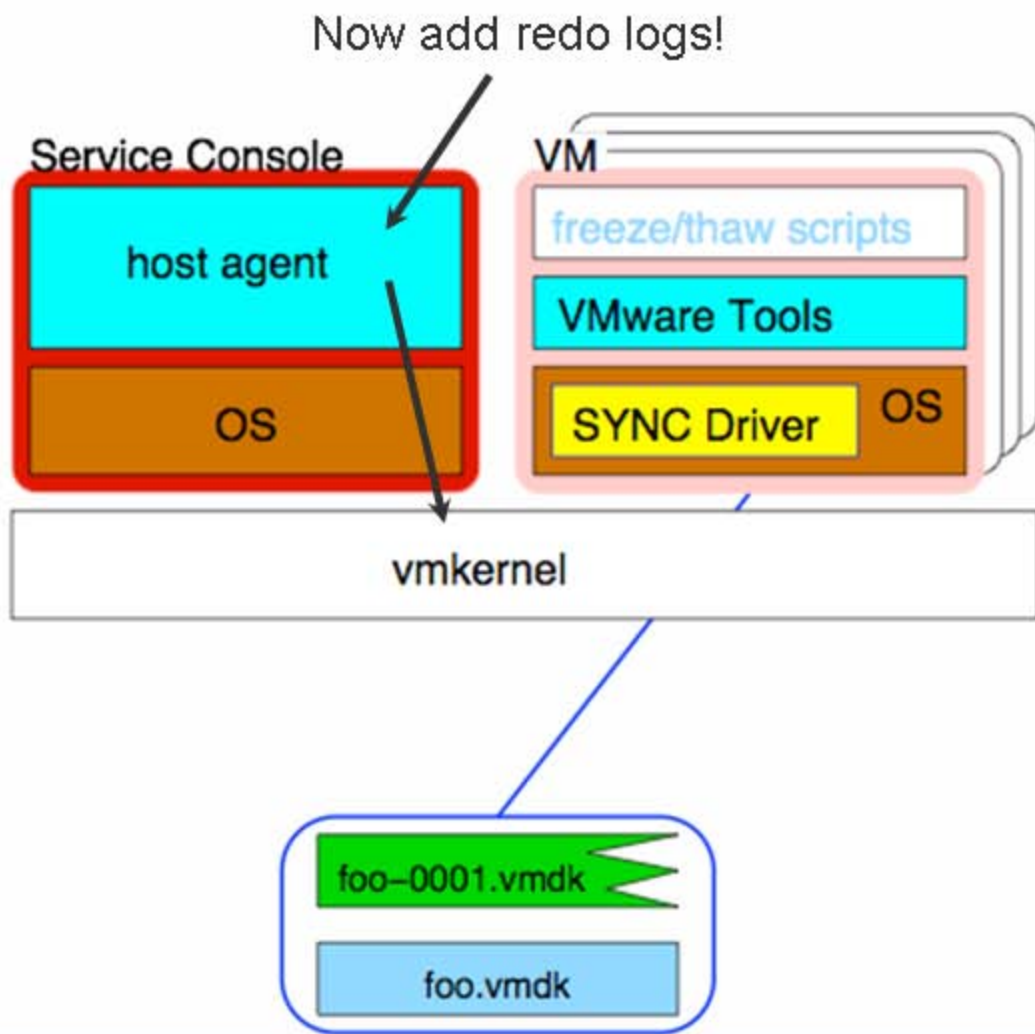 Now add redo logs!
Service Console
host agent
OS
VM
freeze/thaw scripts
VMware Tools
SYNC Driver
OS
vmkernel
foo–0001.vmdk
foo.vmdk